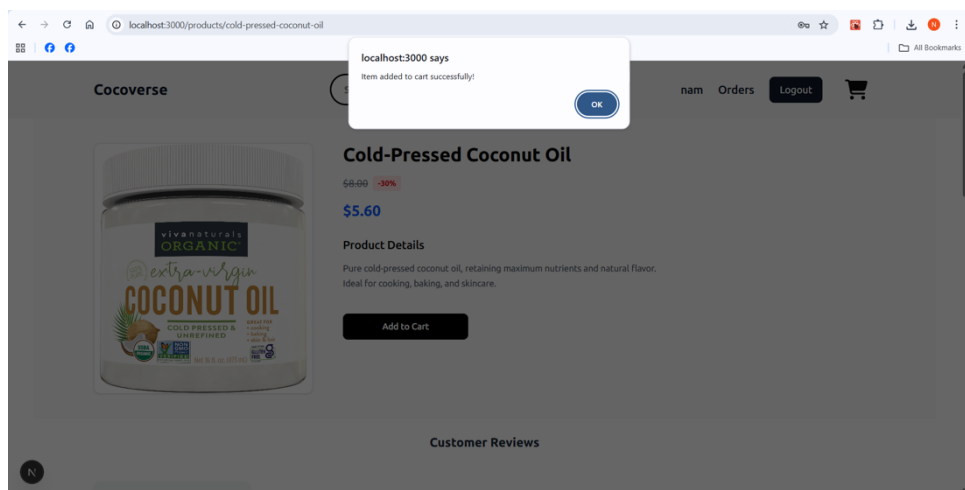 localhost:3000/products/cold-pressed-coconut-oil
N
All Bookmarks
localhost:3000 says
Item added to cart successfully!
OK
Cocoverse
S
nam Orders Logout
Cold-Pressed Coconut Oil
$8.00 -30%
$5.60
vivanaturals
ORGANIC
extra-virgin
COCONUT OIL
COLD PRESSED &
UNREFINED
Product Details
Pure cold-pressed coconut oil, retaining maximum nutrients and natural flavor.
Ideal for cooking, baking, and skincare.
Add to Cart
Customer Reviews
N